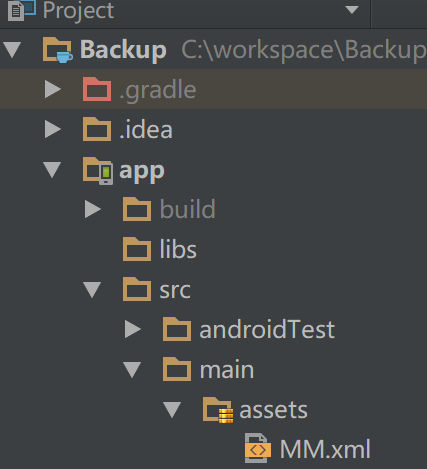 Project
Backup C:\workspace\Backup
.gradle
.idea
app
build
libs
src
androidTest
main
assets
MM.xml